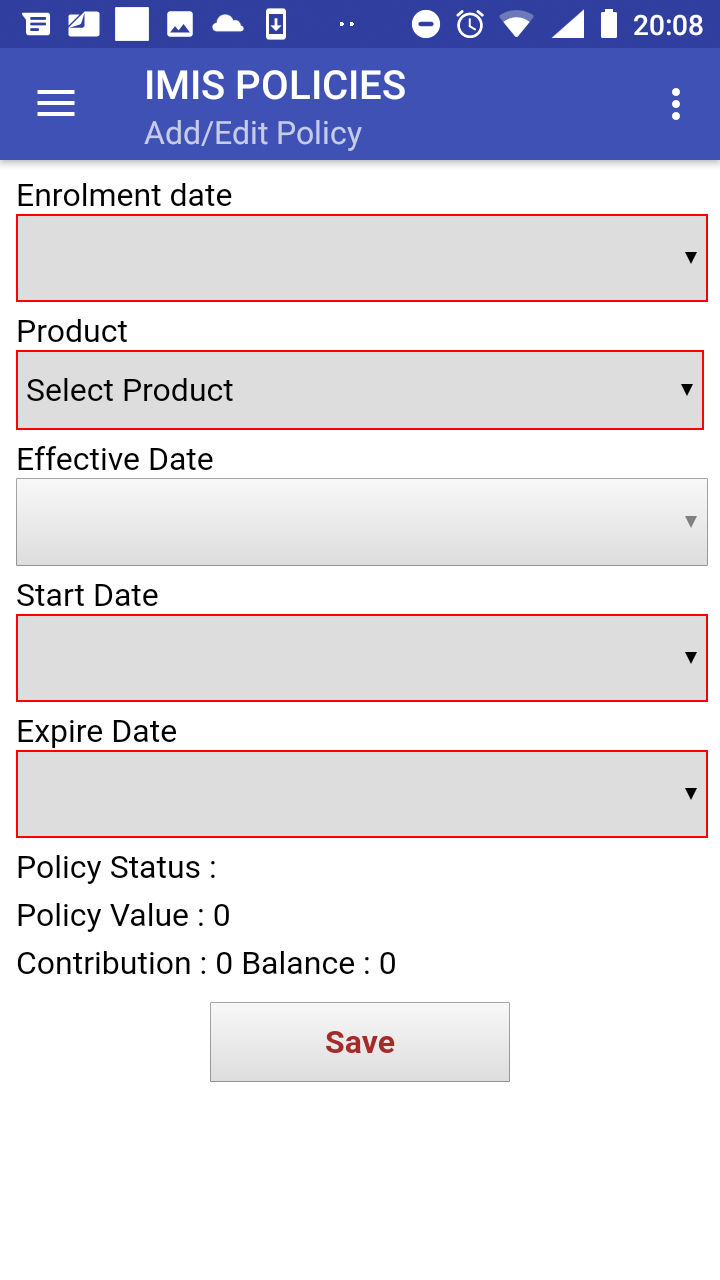 20:08
IMIS POLICIES
Add/Edit Policy
Enrolment date
Product
Select Product
Effective Date
Start Date
Expire Date
Policy Status :
Policy Value : 0
Contribution : 0 Balance : 0
Save